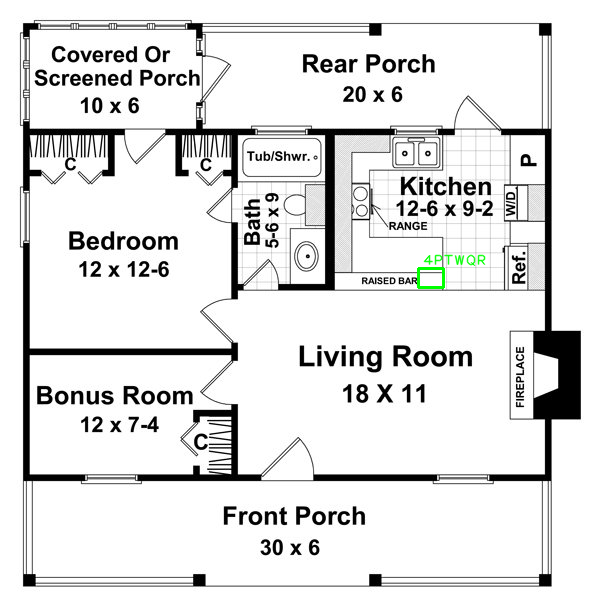 Covered Or
Screened Porch
10 x 6
Rear Porch
20 x 6
C
C
Tub/Shwr.
Bath
5-6 x 9
Kitchen
12-6 x 9-2
RANGE
P
W/D
Ref.
4PTWQR
RAISED BAR
Bedroom
12 x 12-6
Living Room
18 X 11
FIREPLACE
Bonus Room
12 x 7-4
C
Front Porch
30 x 6